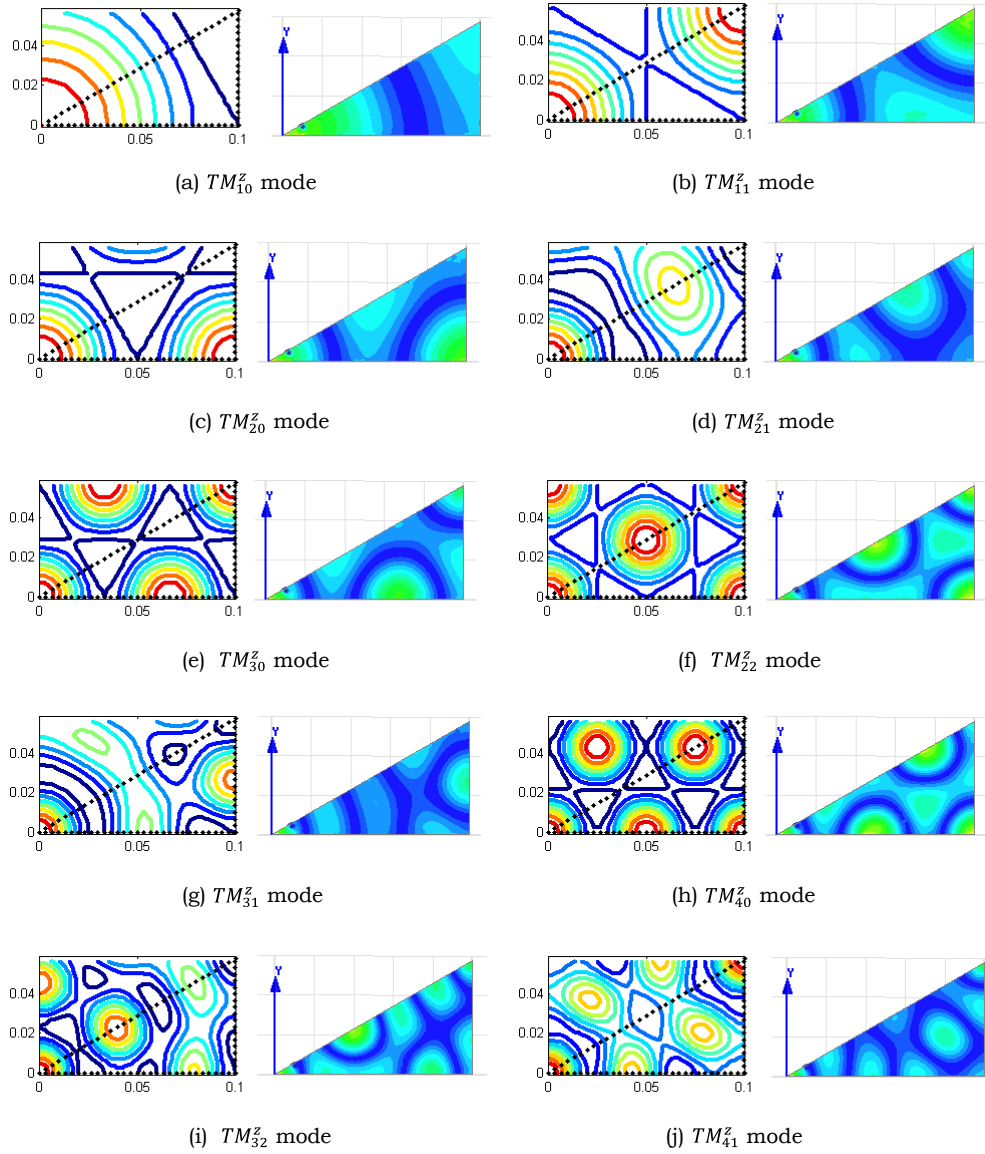 0.04
0.02
0
0 0.05 0.1
Y
(a) TM₁₀ᶻ mode
0.04
0.02
0
0 0.05 0.1
Y
(b) TM₁₁ᶻ mode
0.04
0.02
0
0 0.05 0.1
Y
(c) TM₂₀ᶻ mode
0.04
0.02
0
0 0.05 0.1
Y
(d) TM₂₁ᶻ mode
0.04
0.02
0
0 0.05 0.1
Y
(e) TM₃₀ᶻ mode
0.04
0.02
0
0 0.05 0.1
Y
(f) TM₂₂ᶻ mode
0.04
0.02
0
0 0.05 0.1
Y
(g) TM₃₁ᶻ mode
0.04
0.02
0
0 0.05 0.1
Y
(h) TM₄₀ᶻ mode
0.04
0.02
0
0 0.05 0.1
Y
(i) TM₃₂ᶻ mode
0.04
0.02
0
0 0.05 0.1
Y
(j) TM₄₁ᶻ mode